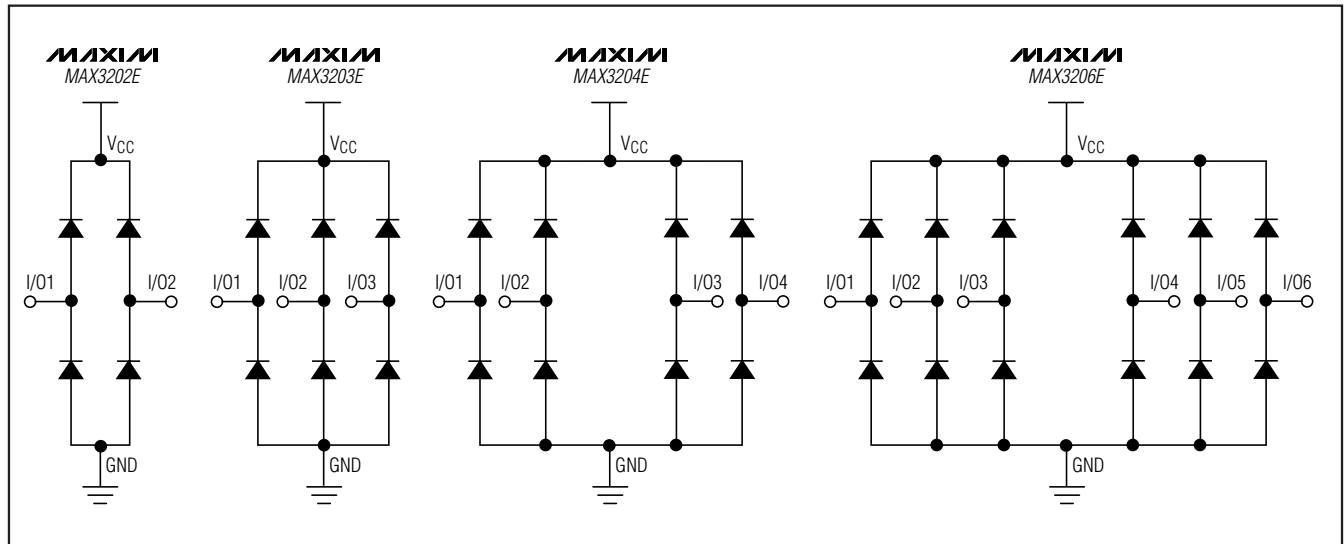 MAXIM
MAX3202E
VCC
I/O1
I/O2
GND
MAXIM
MAX3203E
VCC
I/O1
I/O2
I/O3
GND
MAXIM
MAX3204E
VCC
I/O1
I/O2
I/O3
I/O4
GND
MAXIM
MAX3206E
VCC
I/O1
I/O2
I/O3
I/O4
I/O5
I/O6
GND